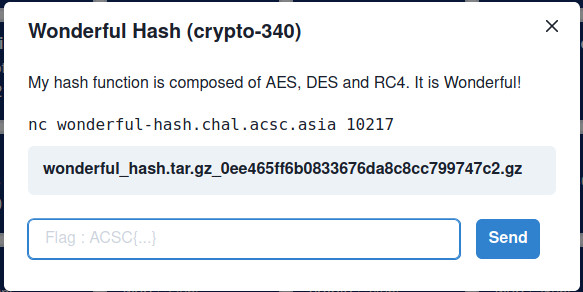 Wonderful Hash (crypto-340)
My hash function is composed of AES, DES and RC4. It is Wonderful!
nc wonderful-hash.chal.acsc.asia 10217
wonderful_hash.tar.gz_0ee465ff6b0833676da8c8cc799747c2.gz
Flag : ACSC{...}
Send